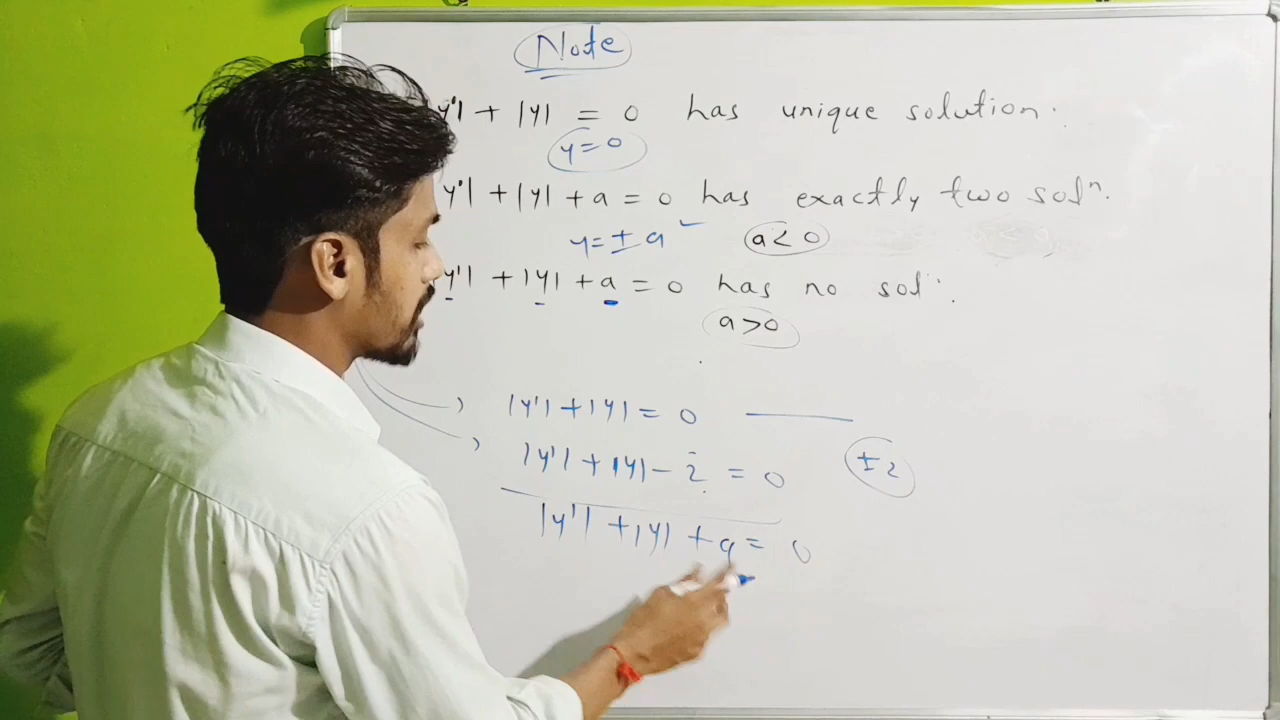 Note
y'| + |y| = 0 has unique solution.
y = 0
y'| + |y| + a = 0 has exactly two solⁿ.
y = ± a a < 0
y'| + |y| + a = 0 has no sol
a > 0
|y'| + |y| = 0
|y'| + |y| - 2 = 0 ± 2
|y'| + |y| + a = 0